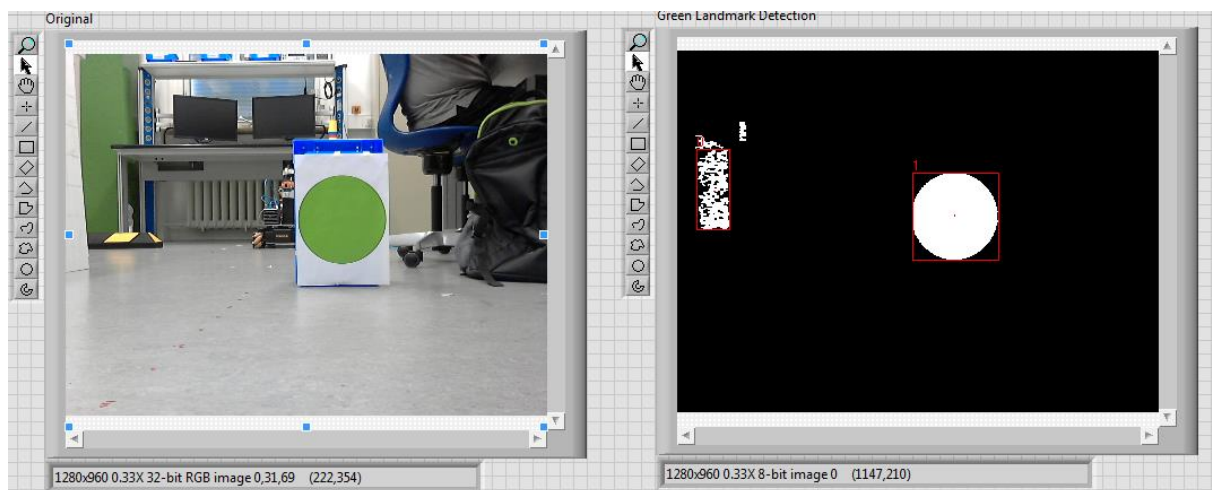 Original
Green Landmark Detection
1
1280x960 0.33X 32-bit RGB image 0,31,69 (222,354)
1280x960 0.33X 8-bit image 0 (1147,210)